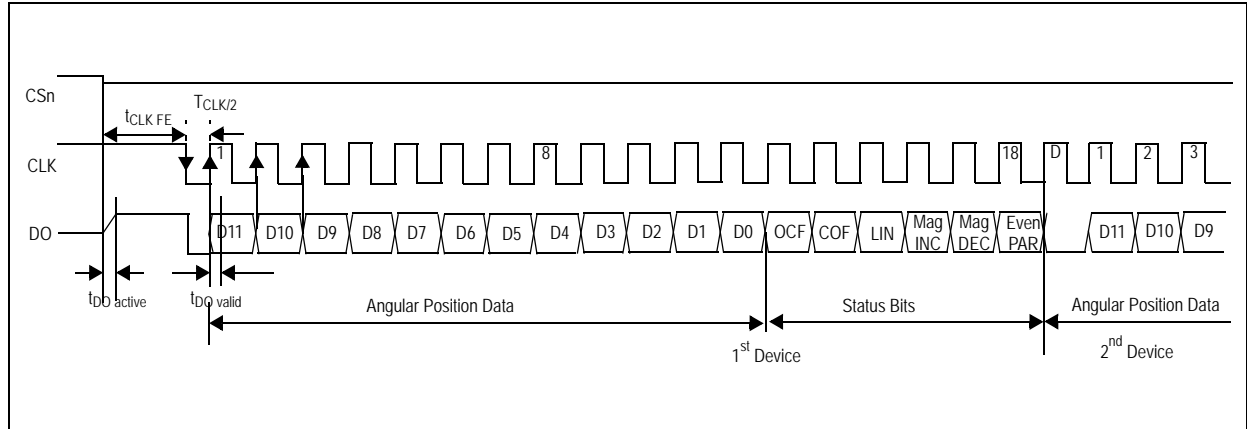 CSn
tCLK FE
TCLK/2
CLK
1
8
18
D
1
2
3
DO
D11
D10
D9
D8
D7
D6
D5
D4
D3
D2
D1
D0
OCF
COF
LIN
Mag
INC
Mag
DEC
Even
PAR
D11
D10
D9
tDO active
tDO valid
Angular Position Data
Status Bits
Angular Position Data
1st Device
2nd Device